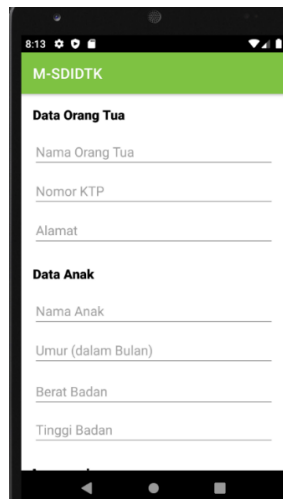 8:13
M-SDIDTK
Data Orang Tua
Nama Orang Tua
Nomor KTP
Alamat
Data Anak
Nama Anak
Umur (dalam Bulan)
Berat Badan
Tinggi Badan